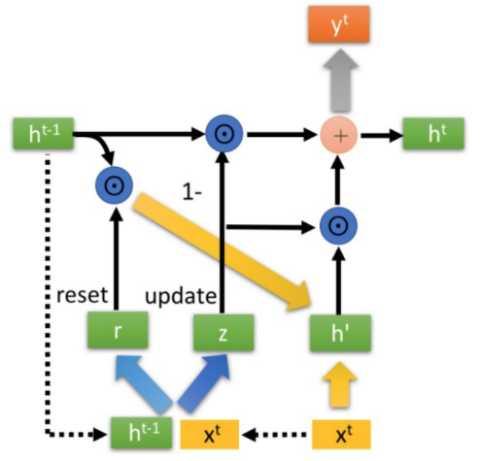 y^t
h^t-1
⊙
+
h^t
⊙
1-
⊙
reset
update
r
z
h'
h^t-1
x^t
x^t